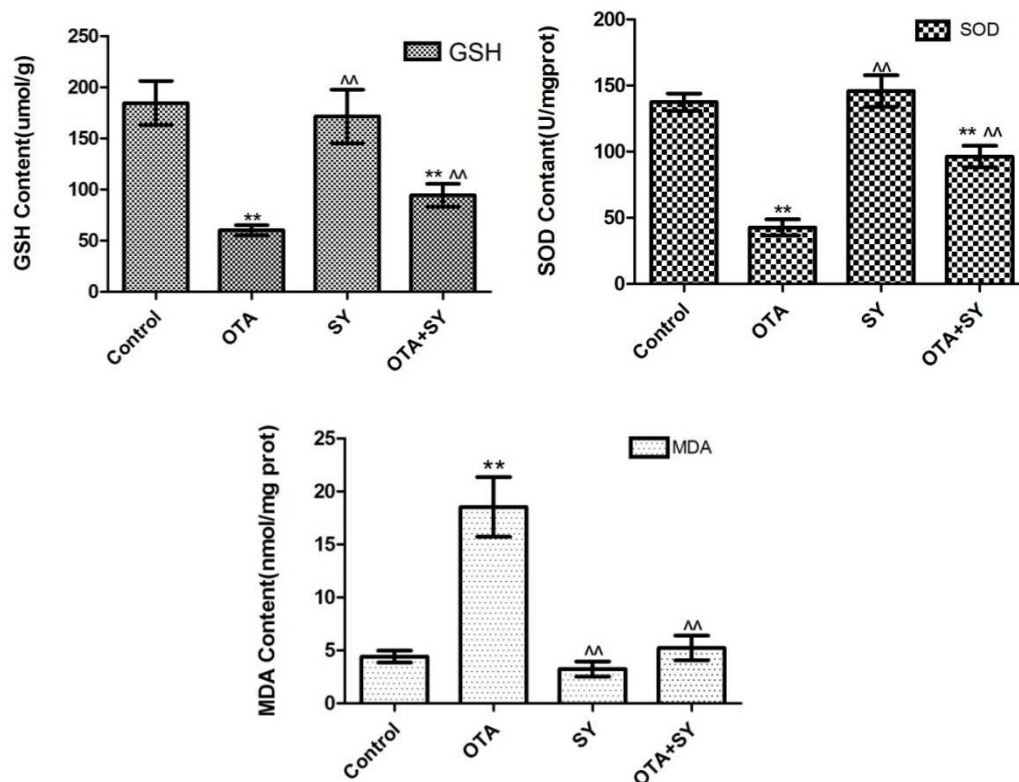 GSH Content(umol/g)
250
200
150
100
50
0
GSH
**
^^
** ^^
Control
OTA
SY
OTA+SY
SOD Contant(U/mgprot)
200
150
100
50
0
SOD
**
^^
** ^^
Control
OTA
SY
OTA+SY
MDA Content(nmol/mg prot)
25
20
15
10
5
0
MDA
**
^^
^^
Control
OTA
SY
OTA+SY